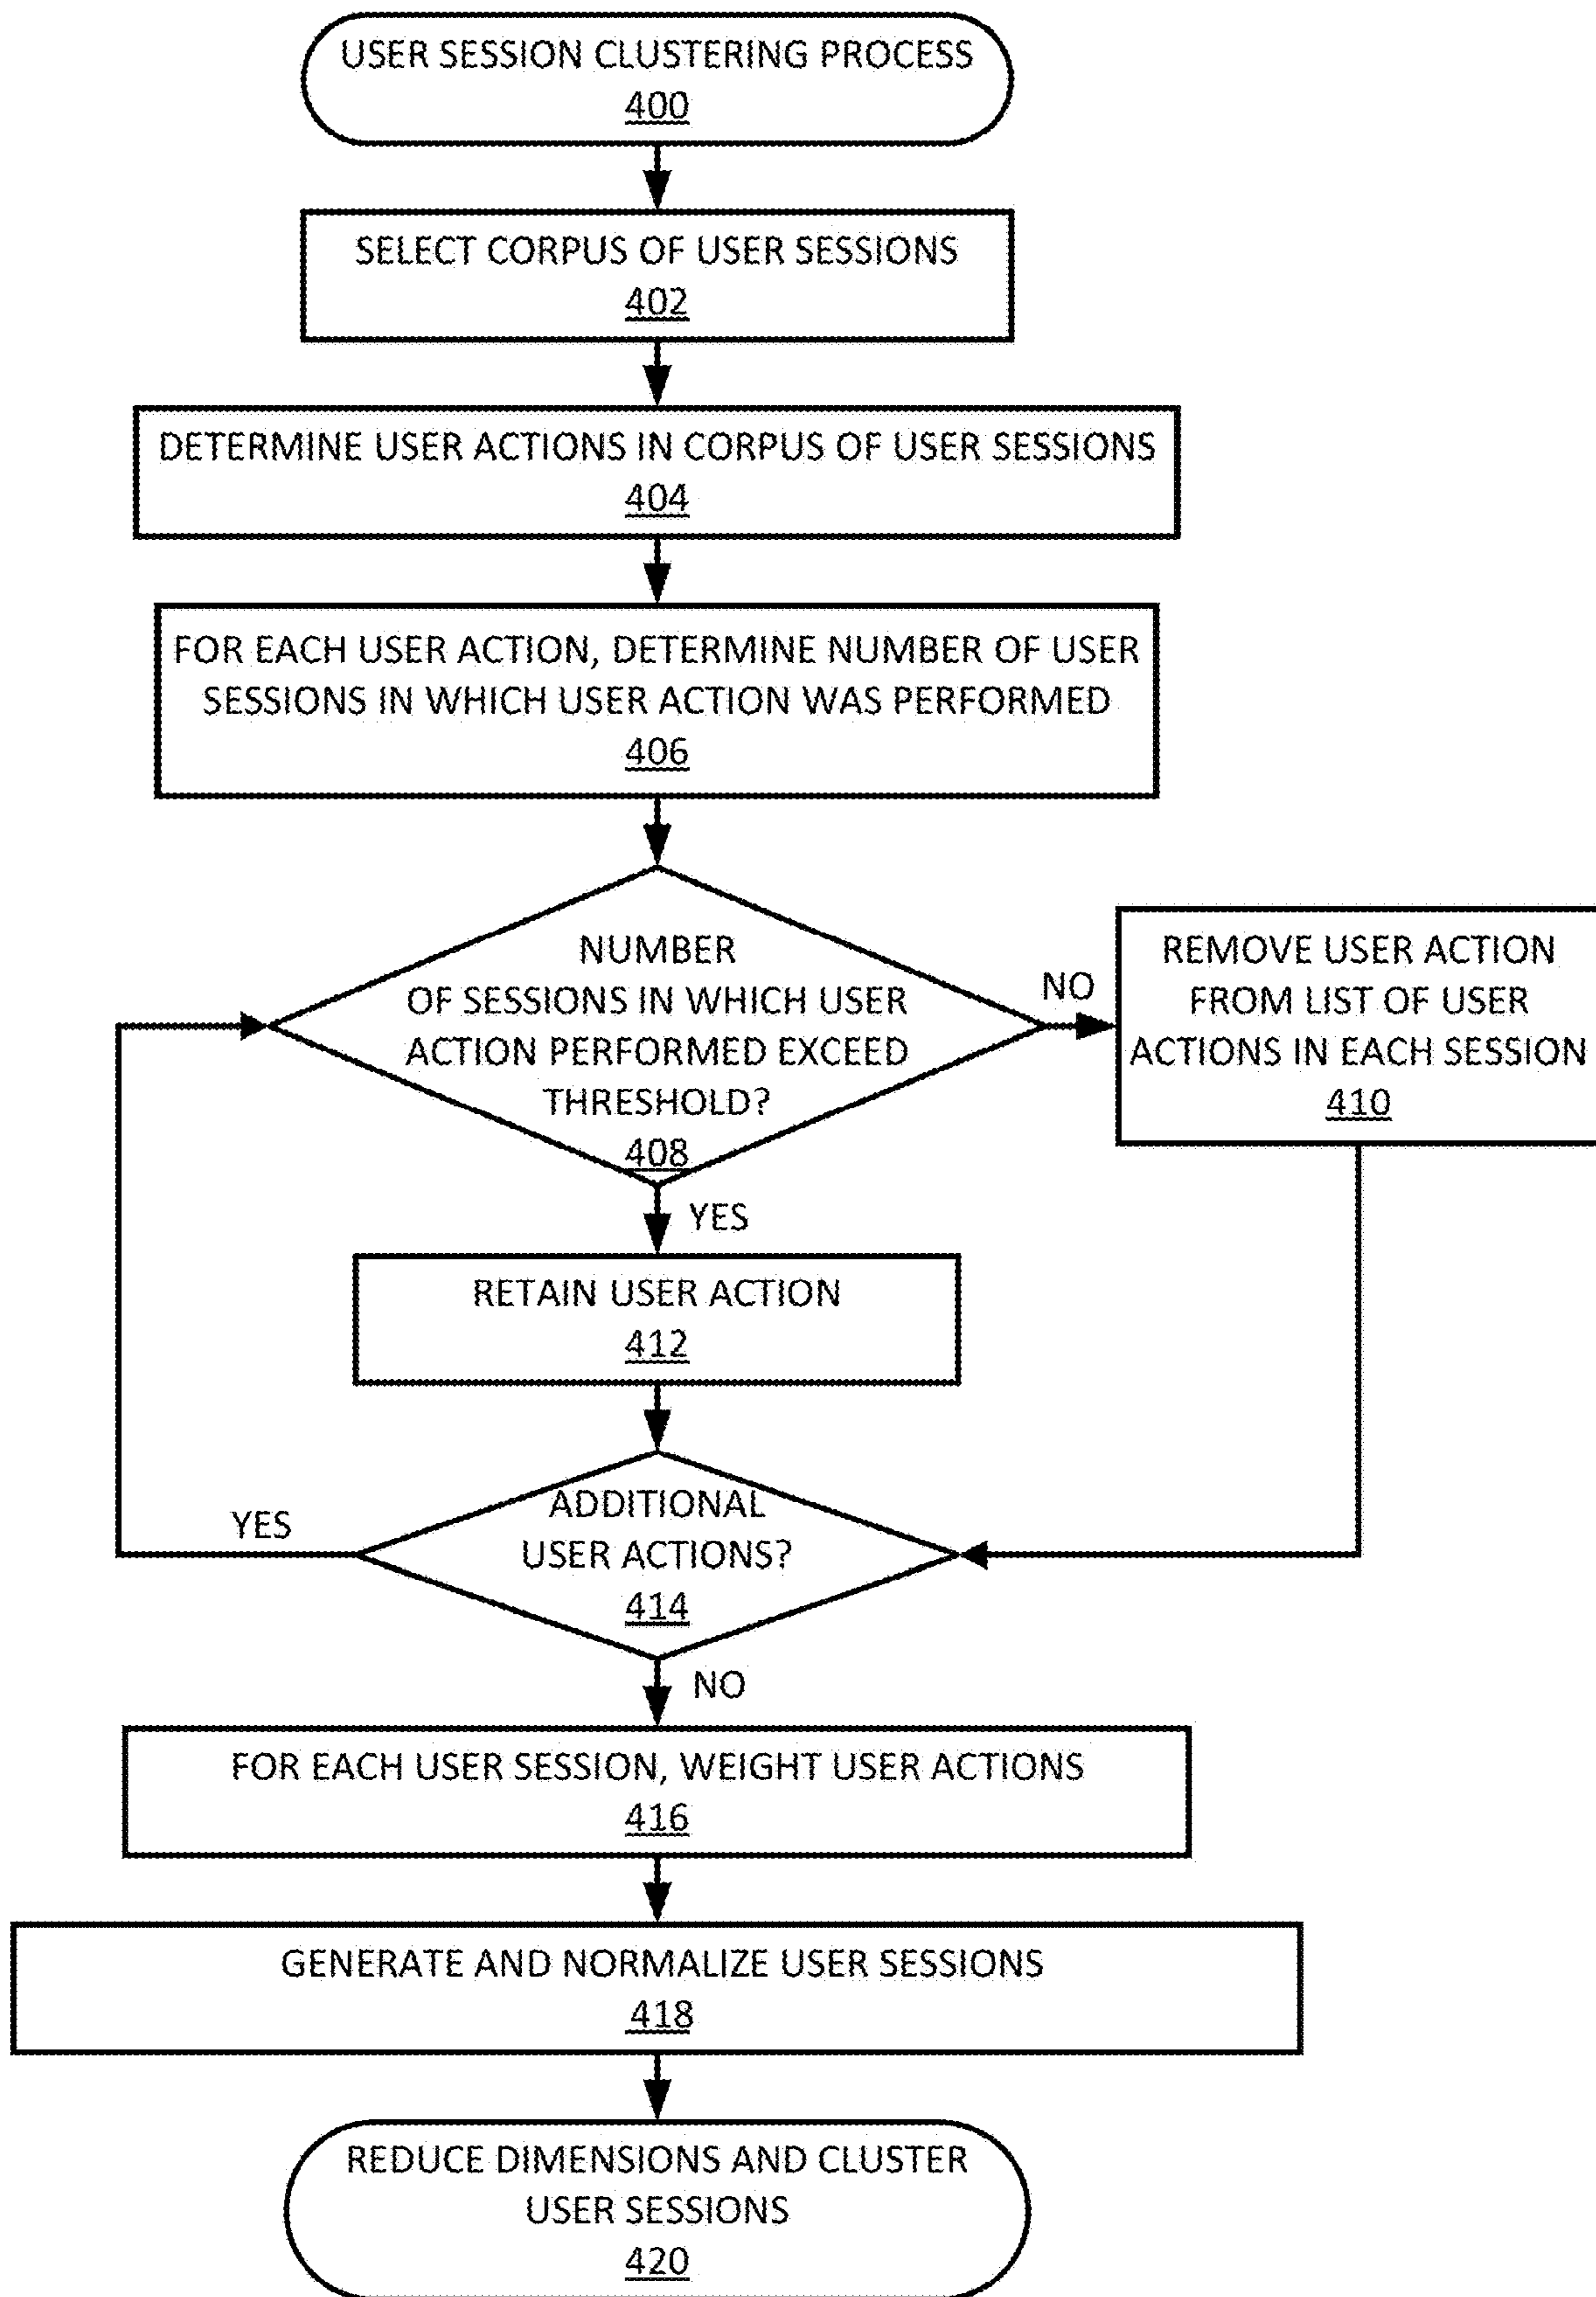 USER SESSION CLUSTERING PROCESS
400
SELECT CORPUS OF USER SESSIONS
402
DETERMINE USER ACTIONS IN CORPUS OF USER SESSIONS
404
FOR EACH USER ACTION, DETERMINE NUMBER OF USER
SESSIONS IN WHICH USER ACTION WAS PERFORMED
406
NUMBER
OF SESSIONS IN WHICH USER
ACTION PERFORMED EXCEED
THRESHOLD?
408
NO
REMOVE USER ACTION
FROM LIST OF USER
ACTIONS IN EACH SESSION
410
YES
RETAIN USER ACTION
412
YES
ADDITIONAL
USER ACTIONS?
414
NO
FOR EACH USER SESSION, WEIGHT USER ACTIONS
416
GENERATE AND NORMALIZE USER SESSIONS
418
REDUCE DIMENSIONS AND CLUSTER
USER SESSIONS
420